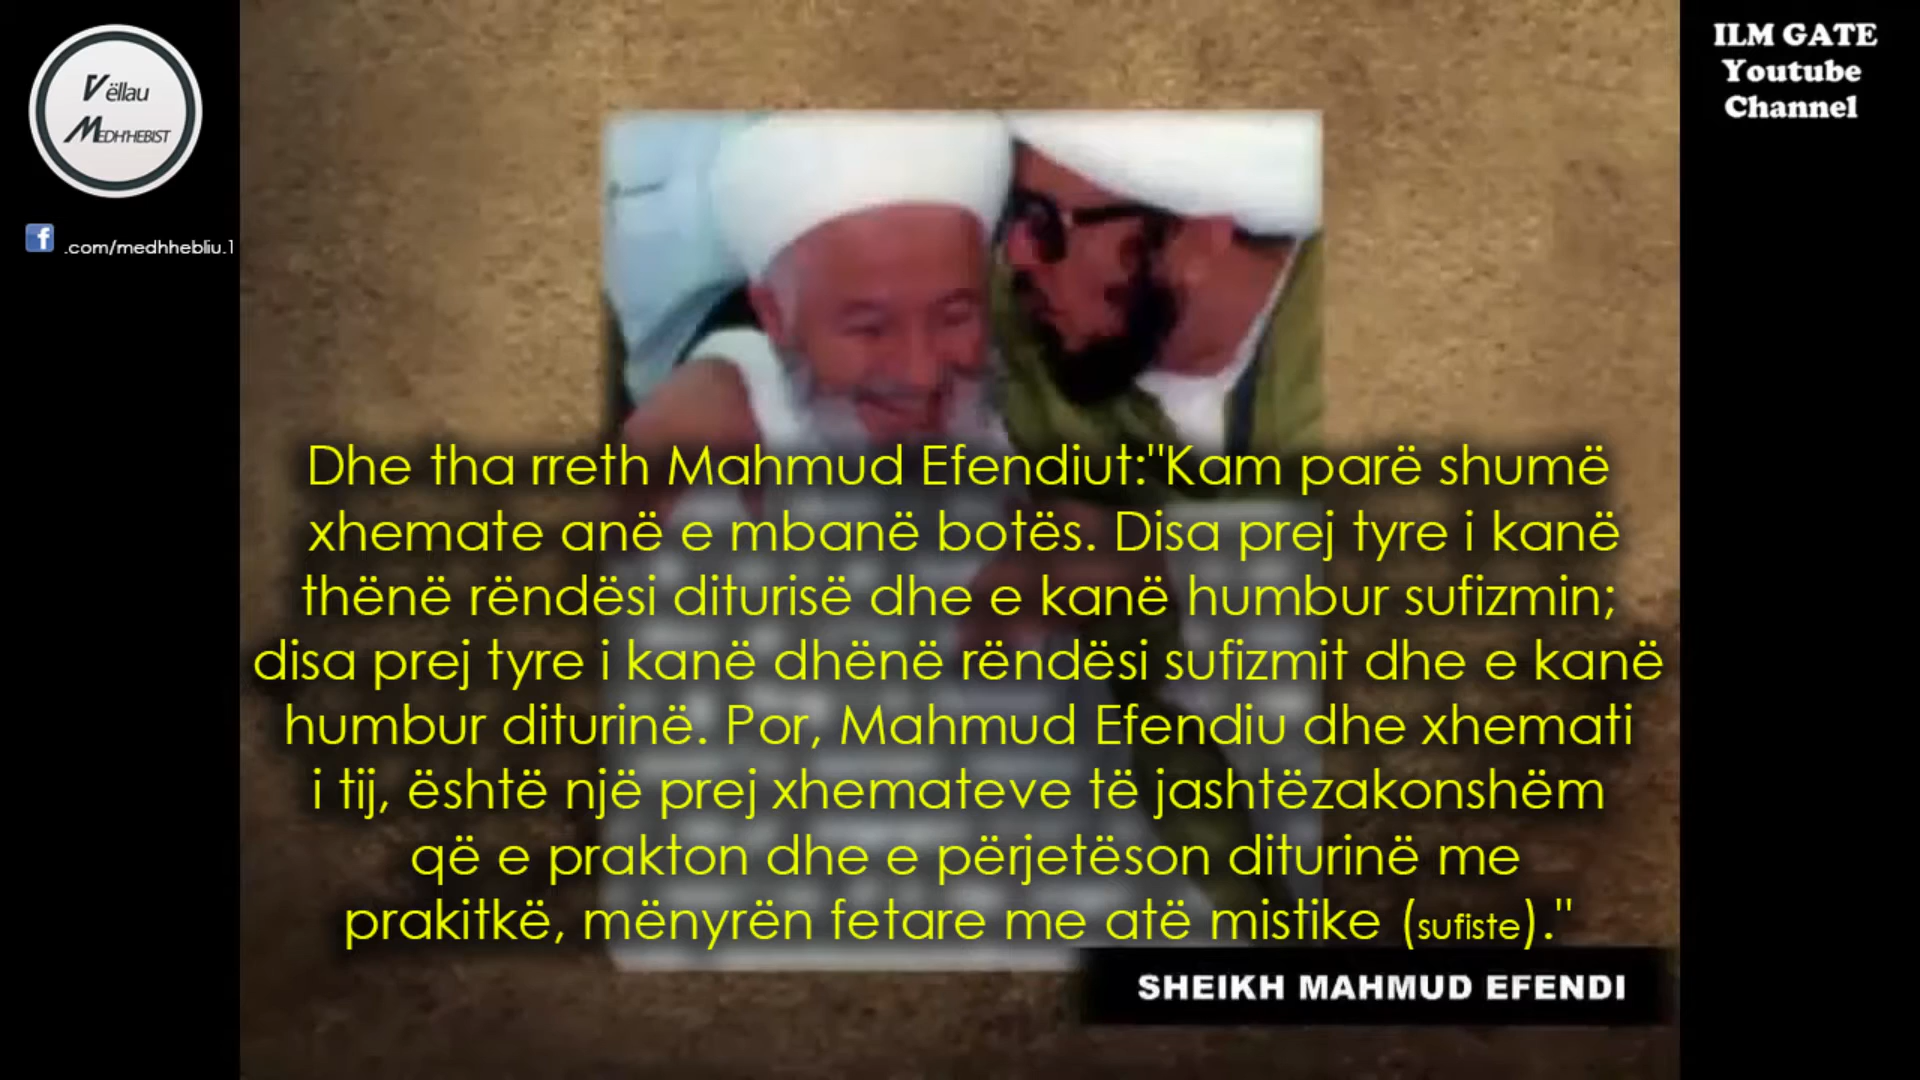 Vëllau
MEDH'HEBIST
.com/medhhebliu.1
ILM GATE
Youtube
Channel
Dhe tha rreth Mahmud Efendiut:"Kam parë shumë
xhemate anë e mbanë botës. Disa prej tyre i kanë
thënë rëndësi diturisë dhe e kanë humbur sufizmin;
disa prej tyre i kanë dhënë rëndësi sufizmit dhe e kanë
humbur diturinë. Por, Mahmud Efendiu dhe xhemati
i tij, është një prej xhemateve të jashtëzakonshëm
që e prakton dhe e përjetëson diturinë me
prakitkë, mënyrën fetare me atë mistike (sufiste)."
SHEIKH MAHMUD EFENDI